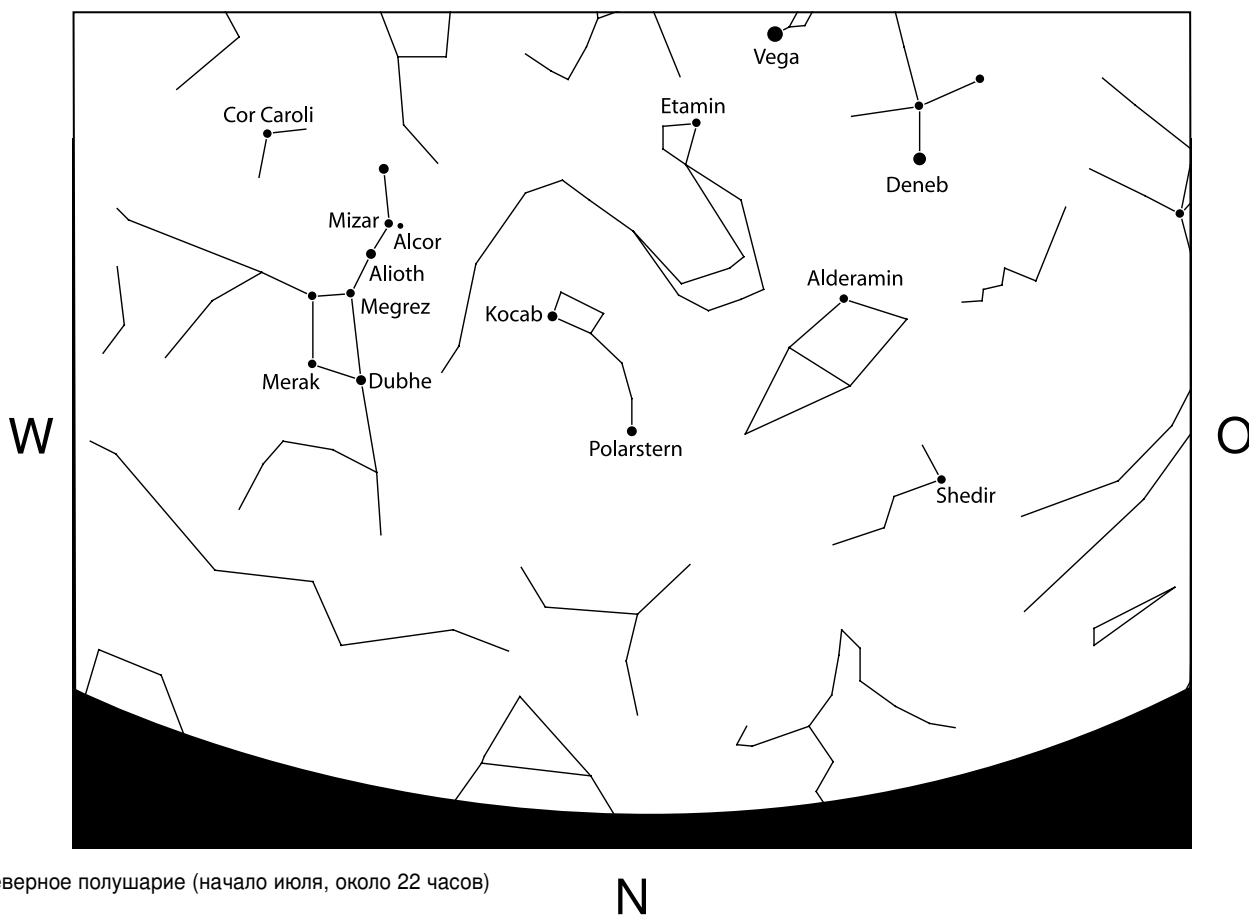 Vega
Etamin
Cor Caroli
Deneb
Mizar
Alcor
Alioth
Alderamin
Megrez
Kocab
Merak
Dubhe
W
O
Polarstern
Shedir
еверное полушарие (начало июля, около 22 часов)
N